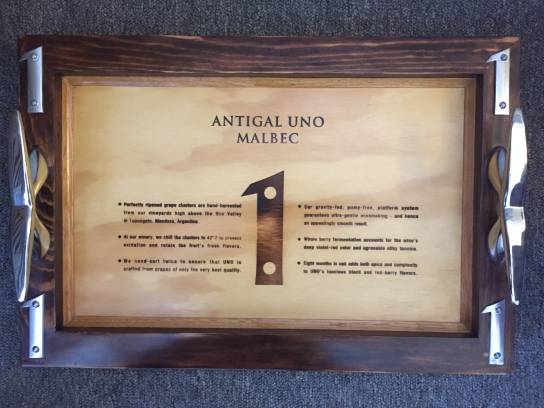 ANTIGAL UNO
MALBEC
1
• Perfectly ripened grape clusters are hand-harvested
from our vineyards high above the Uco Valley
in Tupungato, Mendoza, Argentina.
• At our winery, we chill the clusters to 42° F to prevent
oxidation and retain the fruit's fresh flavors.
• We hand-sort twice to ensure that UNO is
crafted from grapes of only the very best quality.
• Our gravity-fed, pump-free, platform system
guarantees ultra-gentle winemaking - and hence
an appealingly smooth result.
• Whole berry fermentation accounts for the wine's
deep violet-red color and agreeable silky tannins.
• Eight months in oak adds both spice and complexity
to UNO's luscious black and red-berry flavors.